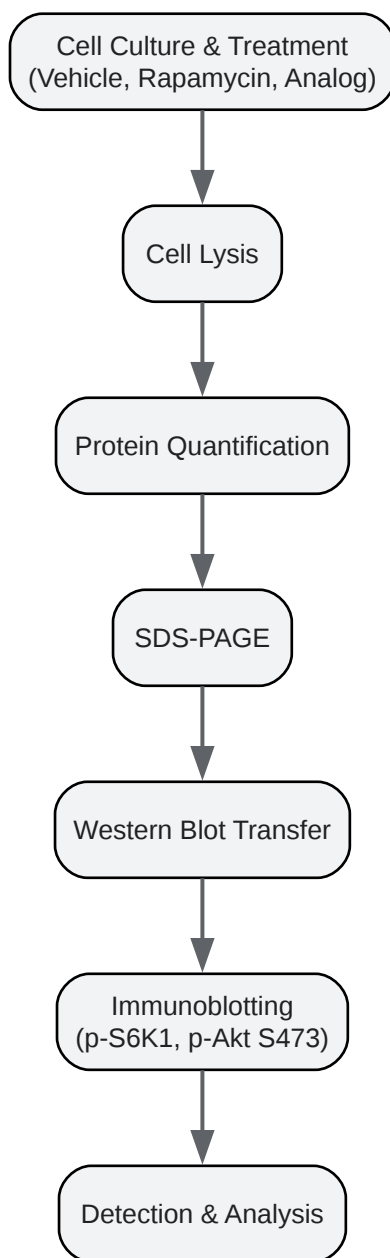 Cell Culture & Treatment
(Vehicle, Rapamycin, Analog)
Cell Lysis
Protein Quantification
SDS-PAGE
Western Blot Transfer
Immunoblotting
(p-S6K1, p-Akt S473)
Detection & Analysis